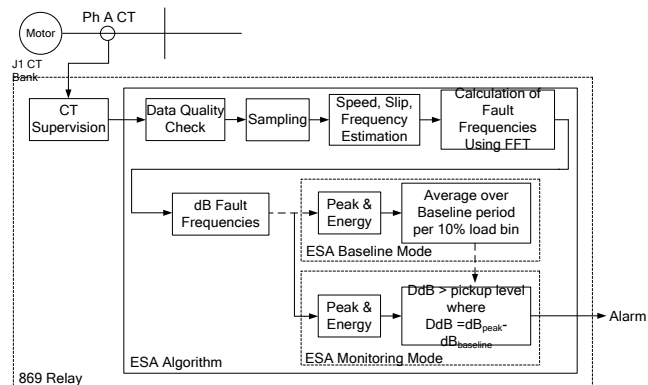 Ph A CT
Motor
J1 CT
Bank
CT
Supervision
Data Quality
Check
Sampling
Speed, Slip,
Frequency
Estimation
Calculation of
Fault
Frequencies
Using FFT
dB Fault
Frequencies
Peak &
Energy
Average over
Baseline period
per 10% load bin
ESA Baseline Mode
Peak &
Energy
DdB > pickup level
where
DdB =dBpeak-
dBbaseline
Alarm
ESA Monitoring Mode
ESA Algorithm
869 Relay